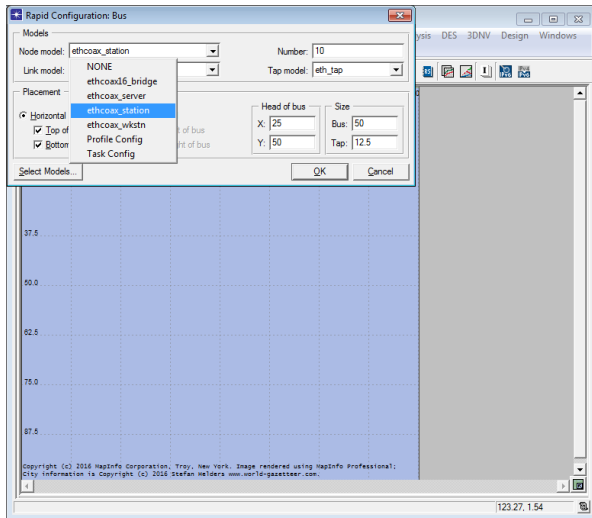 Rapid Configuration: Bus
Models
Node model: ethcoax_station
Number: 10
Link model:
Tap model: eth_tap
NONE
ethcoax16_bridge
ethcoax_server
ethcoax_station
ethcoax_wkstn
Profile Config
Task Config
Placement
Horizontal
Top of
t of bus
Bottom
ht of bus
Head of bus
X: 25
Y: 50
Size
Bus: 50
Tap: 12.5
Select Models...
OK
Cancel
ysis DES 3DNV Design Windows
37.5
50.0
62.5
75.0
87.5
Copyright (c) 2016 MapInfo Corporation, Troy, New York. Image rendered using MapInfo Professional;
City information is Copyright (c) 2016 Stefan Helders www.world-gazetteer.com.
123.27, 1.54